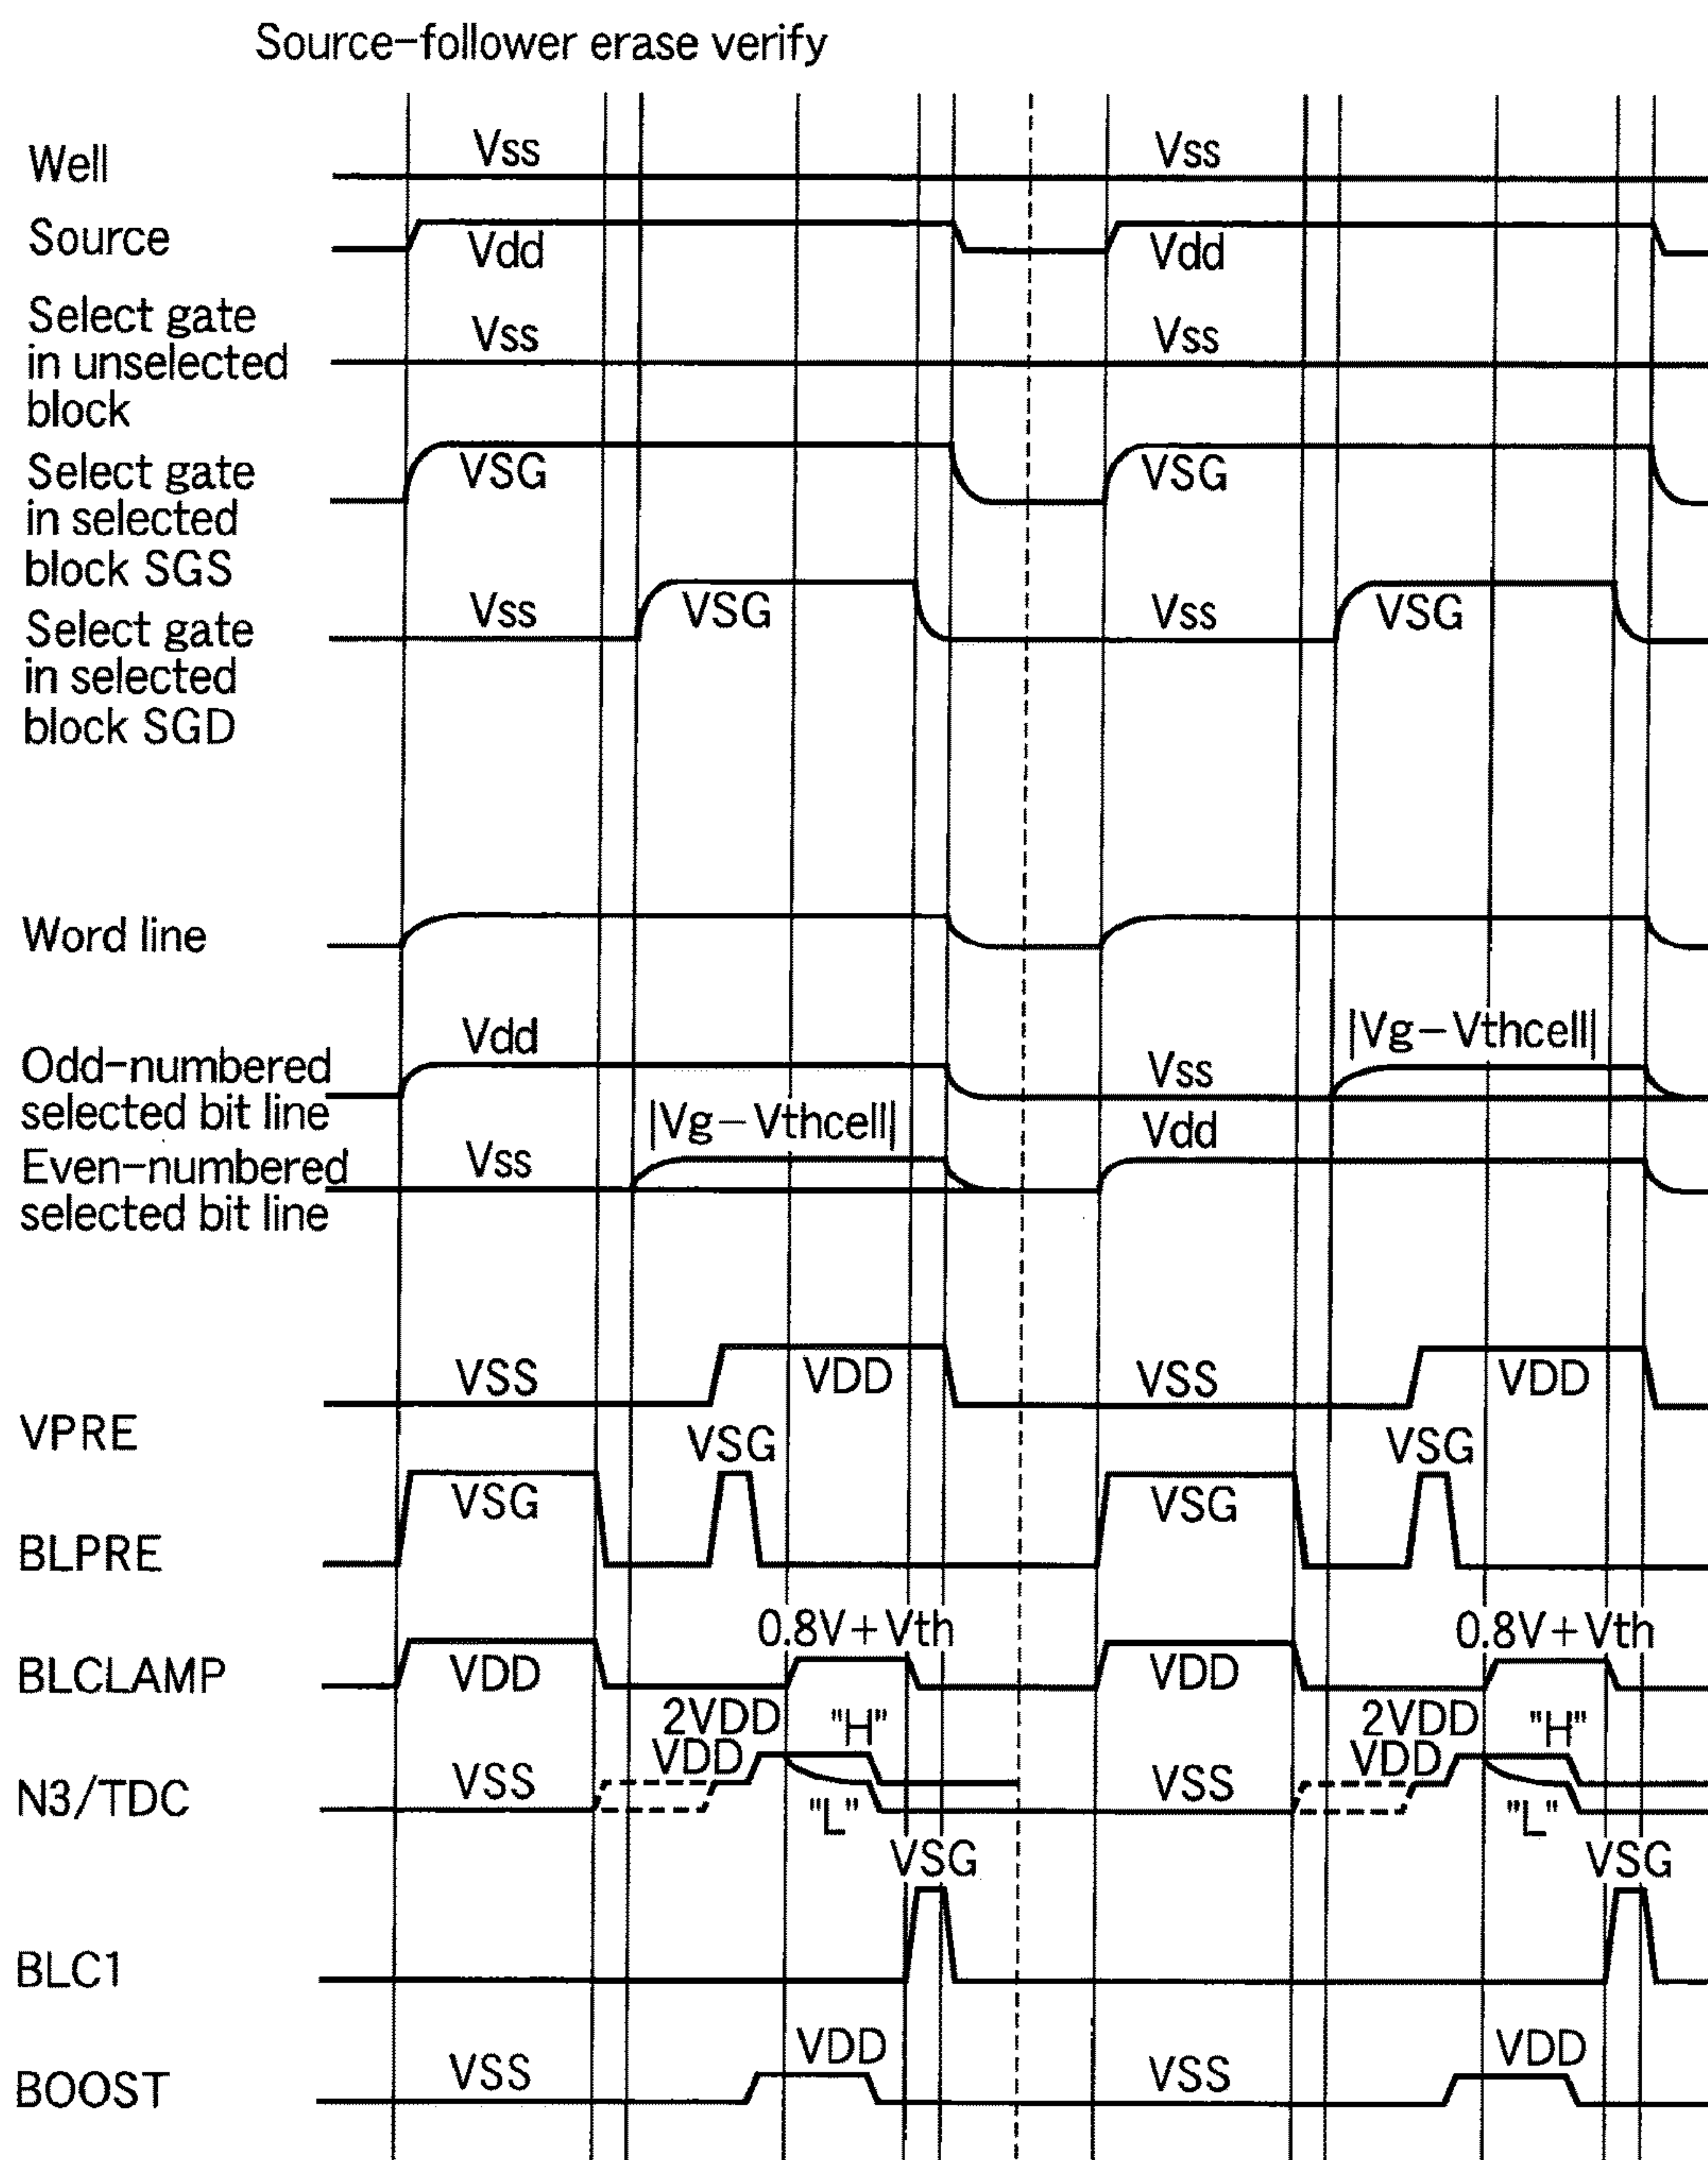 Source-follower erase verify
Well
Vss
Vss
Source
Vdd
Vdd
Select gate
in unselected
block
Vss
Vss
Select gate
in selected
block SGS
VSG
VSG
Select gate
in selected
block SGD
Vss
VSG
Vss
VSG
Word line
Odd-numbered
selected bit line
Vdd
Vss
|Vg-Vthcell|
Even-numbered
selected bit line
Vss
|Vg-Vthcell|
Vdd
VPRE
VSS
VDD
VSS
VDD
BLPRE
VSG
VSG
VSG
VSG
BLCLAMP
VDD
0.8V+Vth
VDD
0.8V+Vth
N3/TDC
VSS
VDD
2VDD
"H"
"L"
VSS
VDD
2VDD
"H"
"L"
BLC1
VSG
VSG
BOOST
VSS
VDD
VSS
VDD